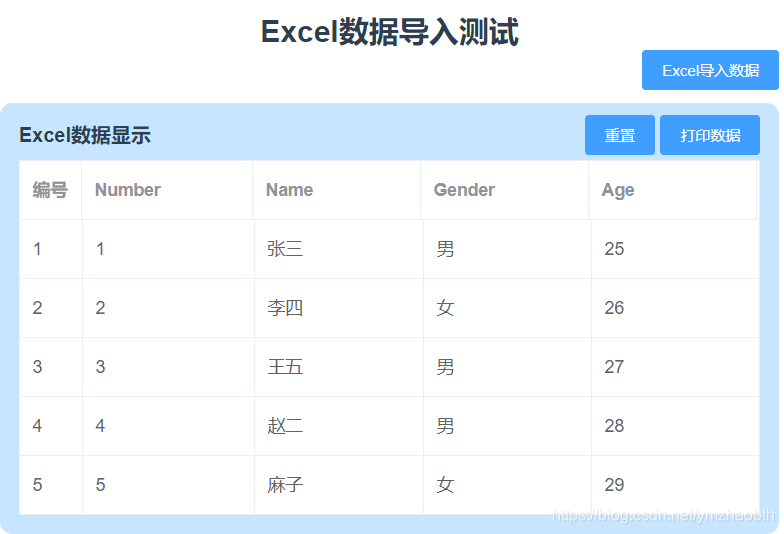 Excel数据导入测试
Excel导入数据
Excel数据显示 重置 打印数据
编号 Number Name Gender Age
1 1 张三 男 25
2 2 李四 女 26
3 3 王五 男 27
4 4 赵二 男 28
5 5 麻子 女 29
https://blog.csdn.net/ymzhaobth